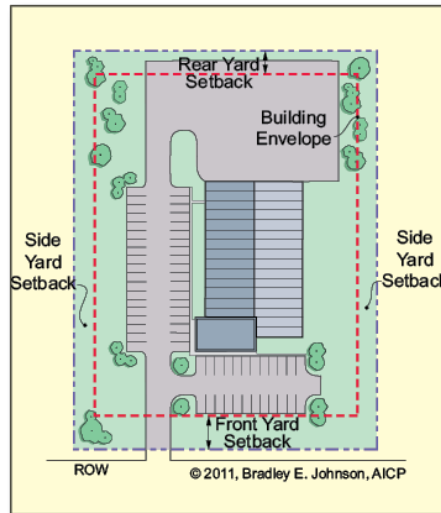 Rear Yard
Setback
Building
Envelope
Side
Yard
Setback
Side
Yard
Setback
Front Yard
Setback
ROW
© 2011, Bradley E. Johnson, AICP